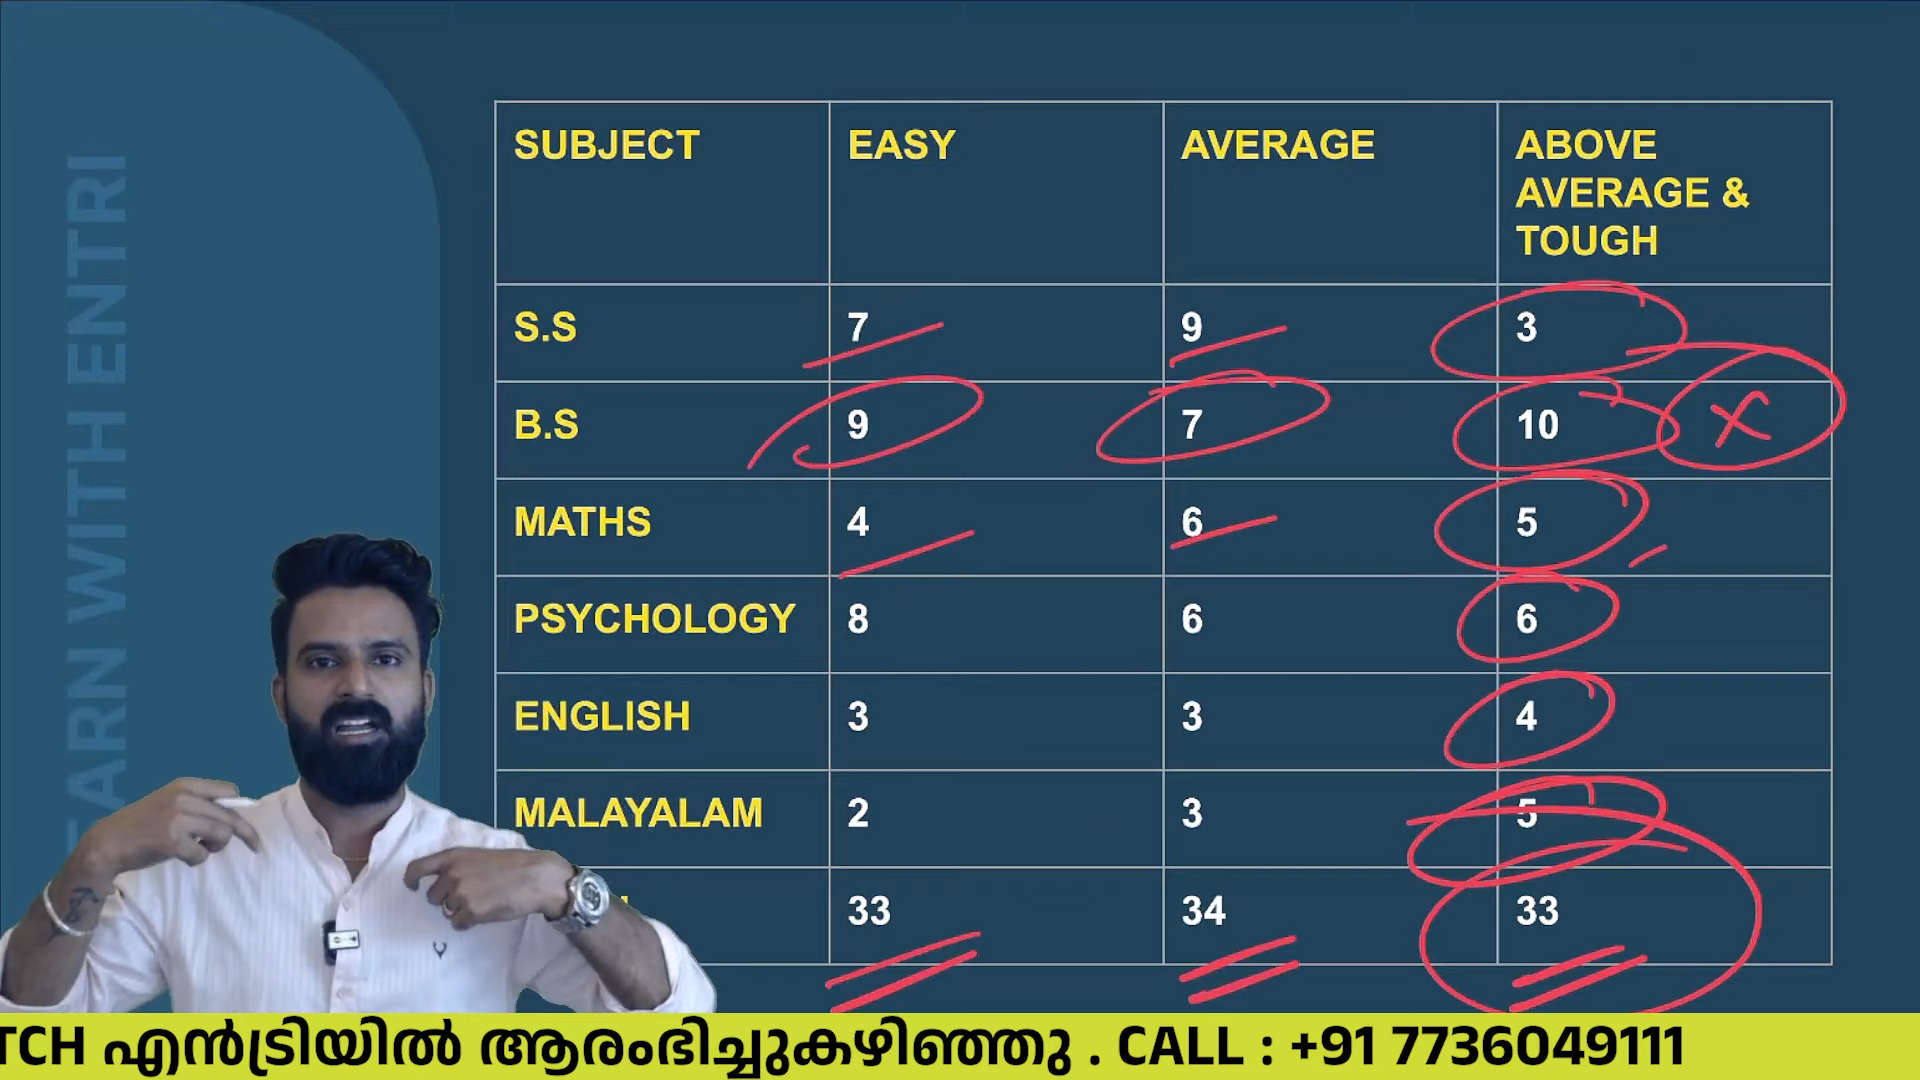 EARN WITH ENTRI
SUBJECT EASY AVERAGE ABOVE AVERAGE & TOUGH
S.S 7 9 3
B.S 9 7 10 X
MATHS 4 6 5
PSYCHOLOGY 8 6 6
ENGLISH 3 3 4
MALAYALAM 2 3 5
33 34 33
TCH എൻട്രിയിൽ ആരംഭിച്ചുകഴിഞ്ഞു . CALL : +91 7736049111